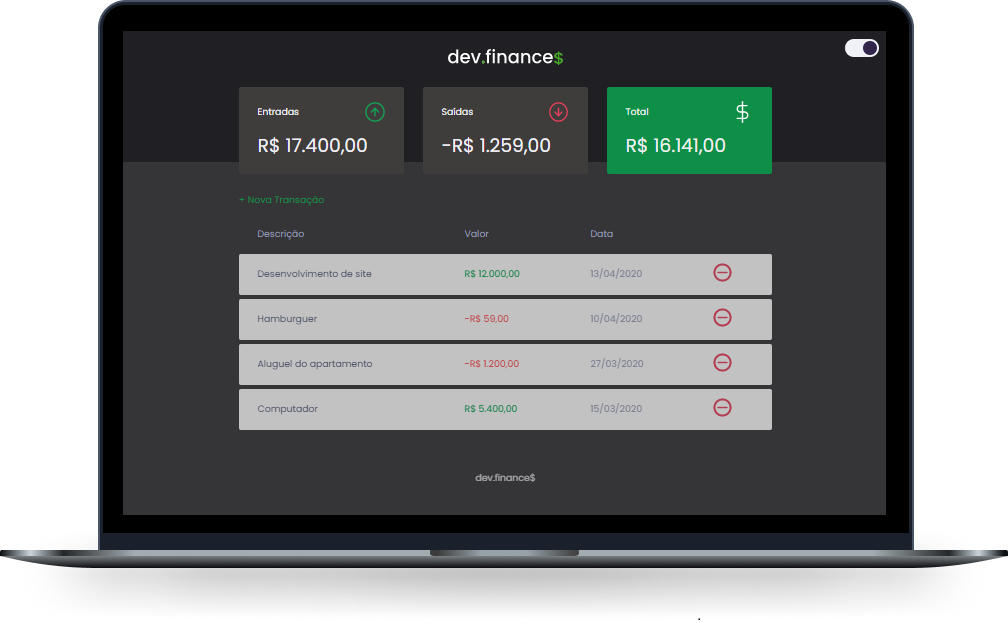 dev.finance$
Entradas
R$ 17.400,00
Saídas
-R$ 1.259,00
Total
$
R$ 16.141,00
+ Nova Transação
Descrição Valor Data
Desenvolvimento de site R$ 12.000,00 13/04/2020
Hamburguer -R$ 59,00 10/04/2020
Aluguel do apartamento -R$ 1.200,00 27/03/2020
Computador R$ 5.400,00 15/03/2020
dev.finance$